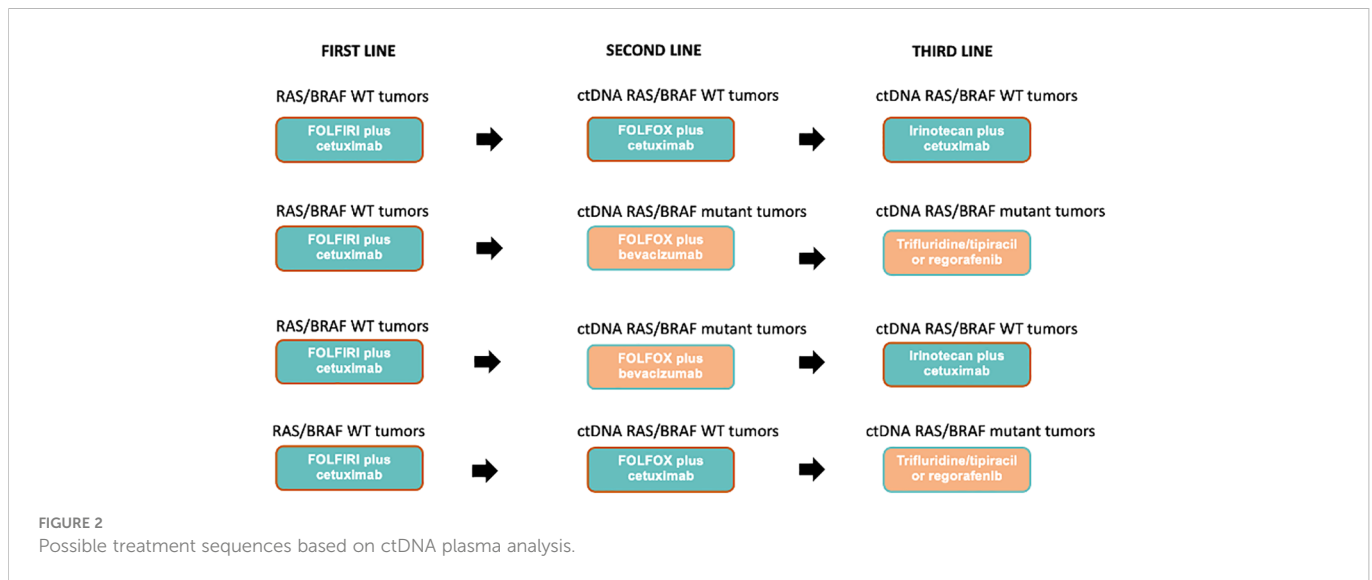 FIRST LINE
SECOND LINE
THIRD LINE
RAS/BRAF WT tumors
ctDNA RAS/BRAF WT tumors
ctDNA RAS/BRAF WT tumors
FOLFIRI plus
cetuximab
FOLFOX plus
cetuximab
Irinotecan plus
cetuximab
RAS/BRAF WT tumors
ctDNA RAS/BRAF mutant tumors
ctDNA RAS/BRAF mutant tumors
FOLFIRI plus
cetuximab
FOLFOX plus
bevacizumab
Trifluridine/tipiracil
or regorafenib
RAS/BRAF WT tumors
ctDNA RAS/BRAF mutant tumors
ctDNA RAS/BRAF WT tumors
FOLFIRI plus
cetuximab
FOLFOX plus
bevacizumab
Irinotecan plus
cetuximab
RAS/BRAF WT tumors
ctDNA RAS/BRAF WT tumors
ctDNA RAS/BRAF mutant tumors
FOLFIRI plus
cetuximab
FOLFOX plus
cetuximab
Trifluridine/tipiracil
or regorafenib
FIGURE 2
Possible treatment sequences based on ctDNA plasma analysis.